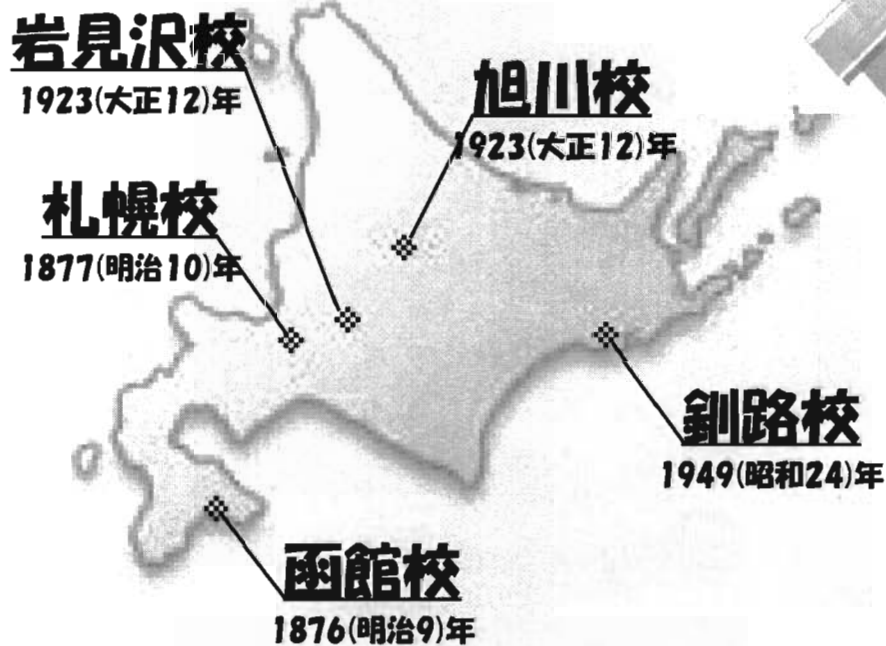 岩見沢校
1923(大正12)年
旭川校
1923(大正12)年
札幌校
1877(明治10)年
釧路校
1949(昭和24)年
函館校
1876(明治9)年